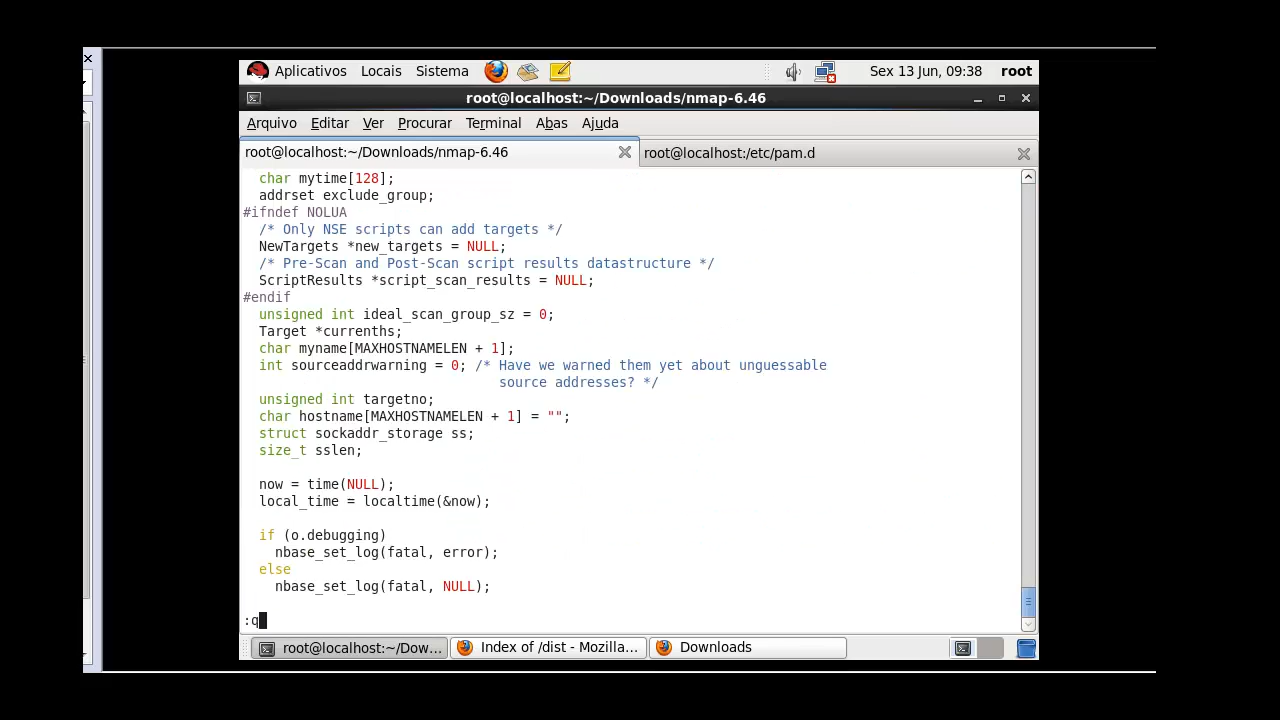 Aplicativos Locais Sistema Sex 13 Jun, 09:38 root
root@localhost:~/Downloads/nmap-6.46
Arquivo Editar Ver Procurar Terminal Abas Ajuda
root@localhost:~/Downloads/nmap-6.46 root@localhost:/etc/pam.d
char mytime[128];
addrset exclude_group;
#ifndef NOLUA
/* Only NSE scripts can add targets */
NewTargets *new_targets = NULL;
/* Pre-Scan and Post-Scan script results datastructure */
ScriptResults *script_scan_results = NULL;
#endif
unsigned int ideal_scan_group_sz = 0;
Target *currenths;
char myname[MAXHOSTNAMELEN + 1];
int sourceaddrwarning = 0; /* Have we warned them yet about unguessable
source addresses? */
unsigned int targetno;
char hostname[MAXHOSTNAMELEN + 1] = "";
struct sockaddr_storage ss;
size_t sslen;
now = time(NULL);
local_time = localtime(&now);
if (o.debugging)
nbase_set_log(fatal, error);
else
nbase_set_log(fatal, NULL);
:q
root@localhost:~/Dow... Index of /dist - Mozilla... Downloads